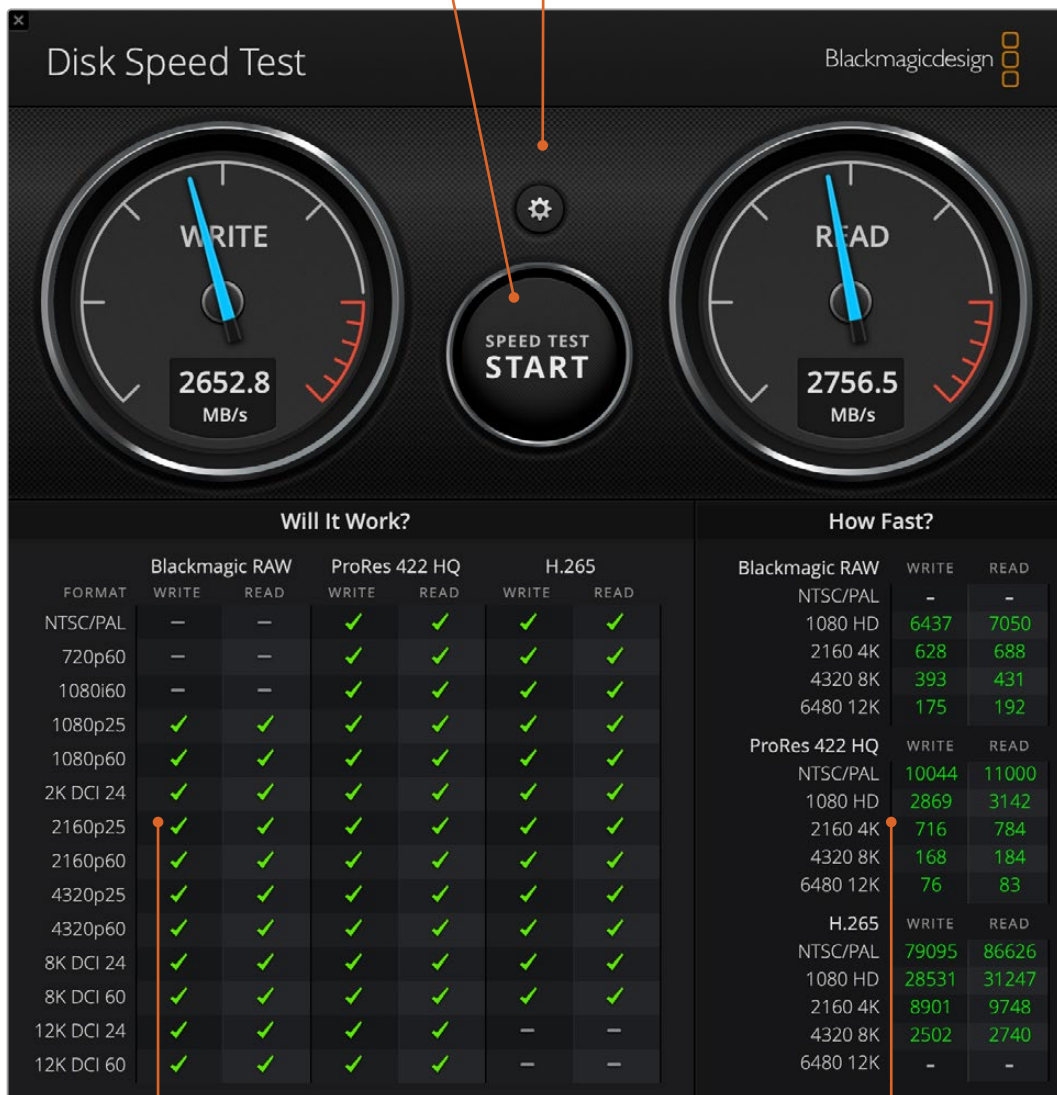 Disk Speed Test
Blackmagicdesign
WRITE
2652.8
MB/s
SPEED TEST
START
READ
2756.5
MB/s
Will It Work?
Blackmagic RAW ProRes 422 HQ H.265
FORMAT WRITE READ WRITE READ WRITE READ
NTSC/PAL – – ✓ ✓ ✓ ✓
720p60 – – ✓ ✓ ✓ ✓
1080i60 – – ✓ ✓ ✓ ✓
1080p25 ✓ ✓ ✓ ✓ ✓ ✓
1080p60 ✓ ✓ ✓ ✓ ✓ ✓
2K DCI 24 ✓ ✓ ✓ ✓ ✓ ✓
2160p25 ✓ ✓ ✓ ✓ ✓ ✓
2160p60 ✓ ✓ ✓ ✓ ✓ ✓
4320p25 ✓ ✓ ✓ ✓ ✓ ✓
4320p60 ✓ ✓ ✓ ✓ ✓ ✓
8K DCI 24 ✓ ✓ ✓ ✓ ✓ ✓
8K DCI 60 ✓ ✓ ✓ ✓ ✓ ✓
12K DCI 24 ✓ ✓ ✓ ✓ – –
12K DCI 60 ✓ ✓ ✓ ✓ – –
How Fast?
Blackmagic RAW WRITE READ
NTSC/PAL - -
1080 HD 6437 7050
2160 4K 628 688
4320 8K 393 431
6480 12K 175 192
ProRes 422 HQ WRITE READ
NTSC/PAL 10044 11000
1080 HD 2869 3142
2160 4K 716 784
4320 8K 168 184
6480 12K 76 83
H.265 WRITE READ
NTSC/PAL 79095 86626
1080 HD 28531 31247
2160 4K 8901 9748
4320 8K 2502 2740
6480 12K - -